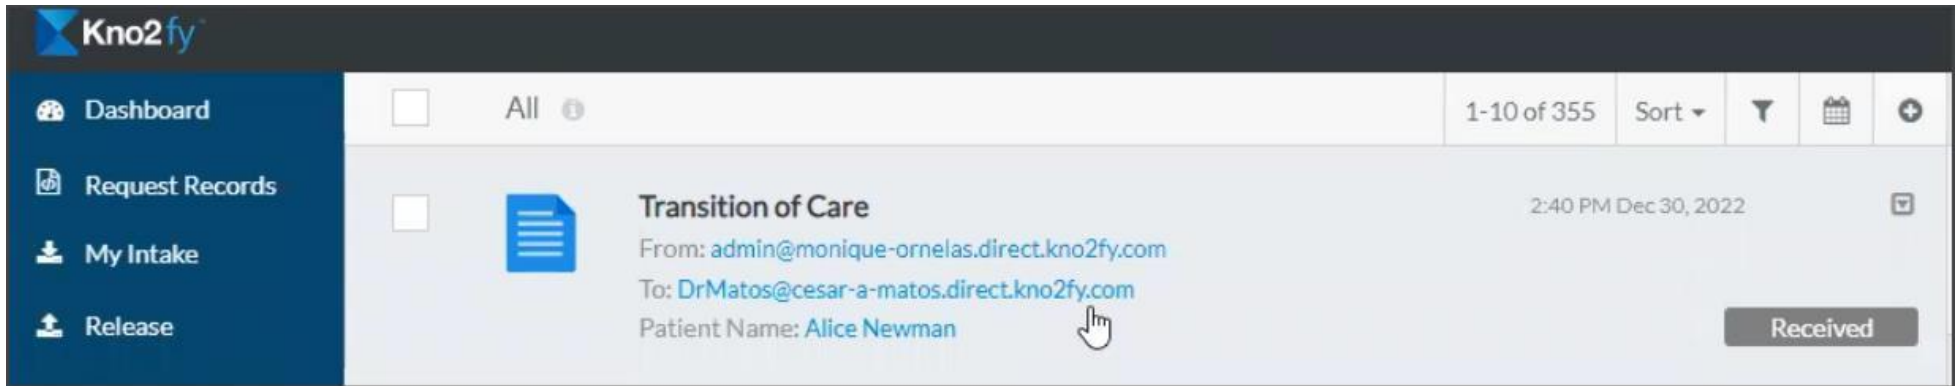 Kno2fy™
Dashboard
Request Records
My Intake
Release
All
1-10 of 355 Sort
Transition of Care
2:40 PM Dec 30, 2022
From: admin@monique-ornelas.direct.kno2fy.com
To: DrMatos@cesar-a-matos.direct.kno2fy.com
Patient Name: Alice Newman
Received